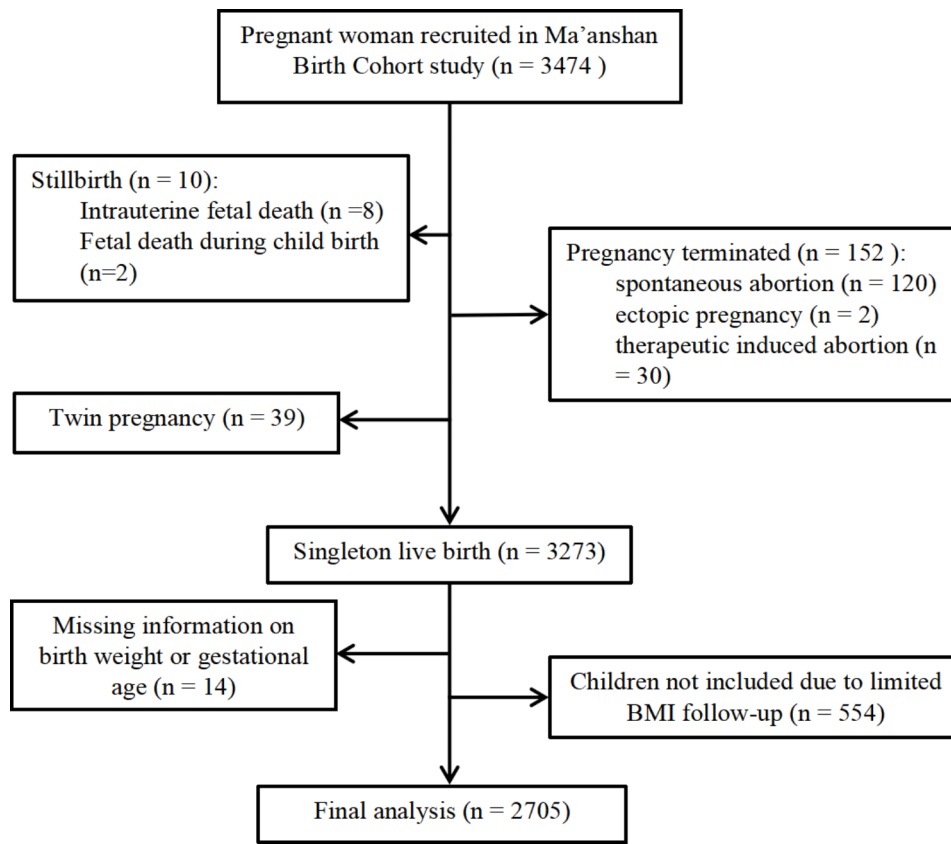 Pregnant woman recruited in Ma’anshan
Birth Cohort study (n = 3474 )
Stillbirth (n = 10):
Intrauterine fetal death (n =8)
Fetal death during child birth
(n=2)
Pregnancy terminated (n = 152 ):
spontaneous abortion (n = 120)
ectopic pregnancy (n = 2)
therapeutic induced abortion (n
= 30)
Twin pregnancy (n = 39)
Singleton live birth (n = 3273)
Missing information on
birth weight or gestational
age (n = 14)
Children not included due to limited
BMI follow-up (n = 554)
Final analysis (n = 2705)